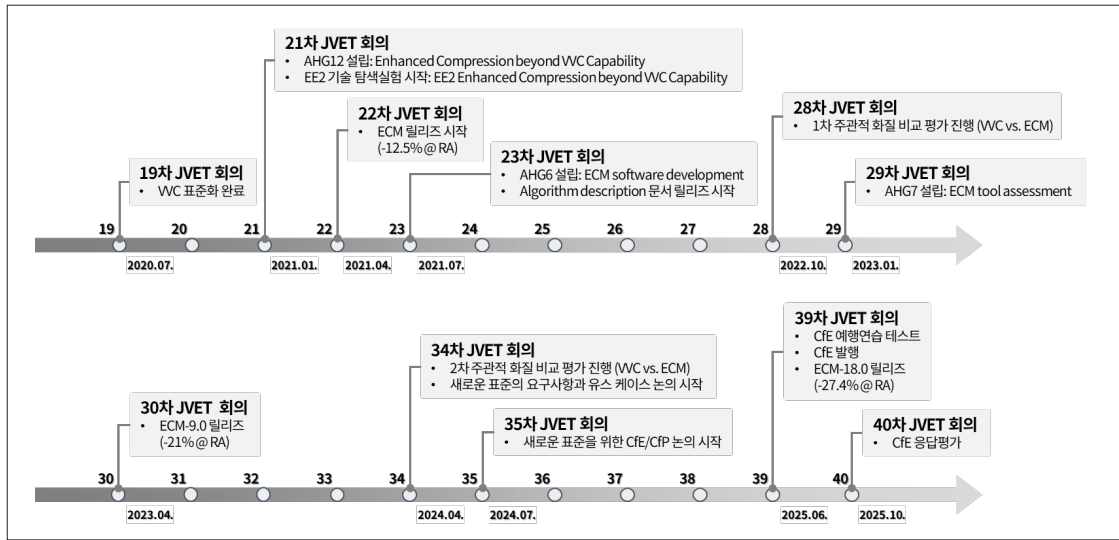 21차 JVET 회의
• AHG12 설립: Enhanced Compression beyond VVC Capability
• EE2 기술 탐색실험 시작: EE2 Enhanced Compression beyond VVC Capability
22차 JVET 회의
• ECM 릴리즈 시작
(-12.5% @ RA)
28차 JVET 회의
• 1차 주관적 화질 비교 평가 진행 (VVC vs. ECM)
19차 JVET 회의
• VVC 표준화 완료
23차 JVET 회의
• AHG6 설립: ECM software development
• Algorithm description 문서 릴리즈 시작
29차 JVET 회의
• AHG7 설립: ECM tool assessment
19 20 21 22 23 24 25 26 27 28 29
2020.07. 2021.01. 2021.04. 2021.07. 2022.10. 2023.01.
39차 JVET 회의
• CfE 예행연습 테스트
• CfE 발행
• ECM-18.0 릴리즈
(-27.4% @ RA)
34차 JVET 회의
• 2차 주관적 화질 비교 평가 진행 (VVC vs. ECM)
• 새로운 표준의 요구사항과 유스 케이스 논의 시작
30차 JVET 회의
• ECM-9.0 릴리즈
(-21% @ RA)
35차 JVET 회의
• 새로운 표준을 위한 CfE/CfP 논의 시작
40차 JVET 회의
• CfE 응답평가
30 31 32 33 34 35 36 37 38 39 40
2023.04. 2024.04. 2024.07. 2025.06. 2025.10.